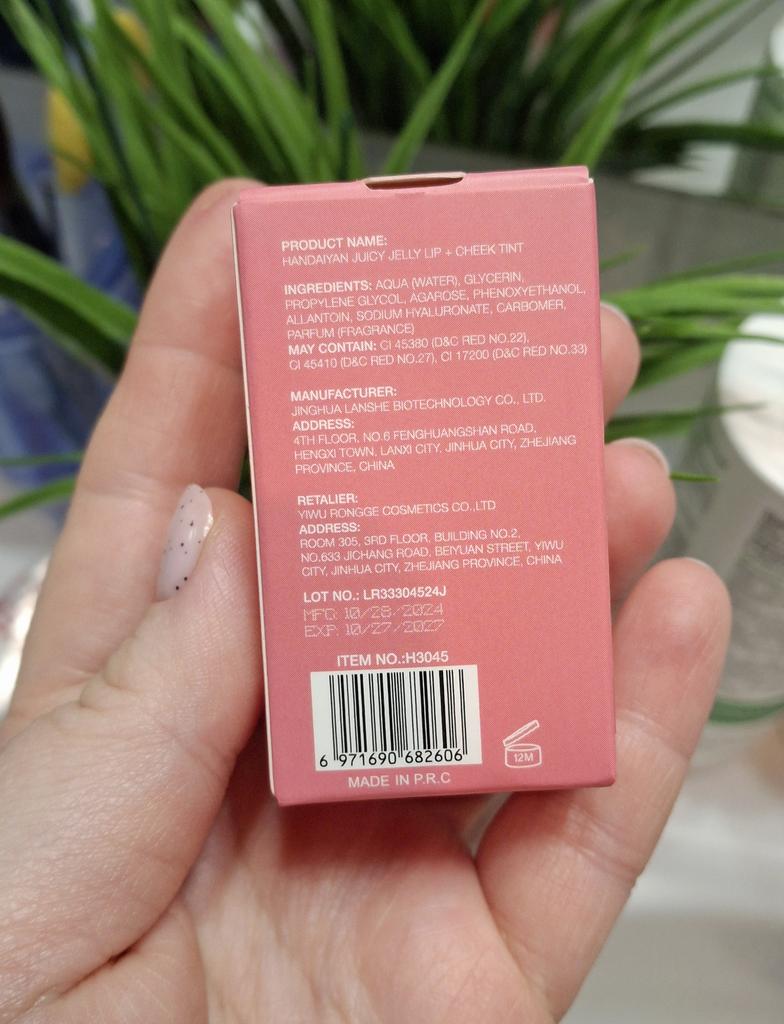 PRODUCT NAME:
HANDAIYAN JUICY JELLY LIP + CHEEK TINT
INGREDIENTS: AQUA (WATER), GLYCERIN,
PROPYLENE GLYCOL, AGAROSE, PHENOXYETHANOL,
ALLANTOIN, SODIUM HYALURONATE, CARBOMER,
PARFUM (FRAGRANCE)
MAY CONTAIN: CI 45380 (D&C RED NO.22),
CI 45410 (D&C RED NO.27), CI 17200 (D&C RED NO.33)
MANUFACTURER:
JINGHUA LANSHE BIOTECHNOLOGY CO., LTD.
ADDRESS:
4TH FLOOR, NO.6 FENGHUANGSHAN ROAD,
HENGXI TOWN, LANXI CITY, JINHUA CITY, ZHEJIANG
PROVINCE, CHINA
RETALIER:
YIWU RONGGE COSMETICS CO.,LTD
ADDRESS:
ROOM 305, 3RD FLOOR, BUILDING NO.2,
NO.633 JICHANG ROAD, BEIYUAN STREET, YIWU
CITY, JINHUA CITY, ZHEJIANG PROVINCE, CHINA
LOT NO.: LR33304524J
MFG: 10/28/2024
EXP: 10/27/2027
ITEM NO.:H3045
6 971690 682606
12M
MADE IN P.R.C